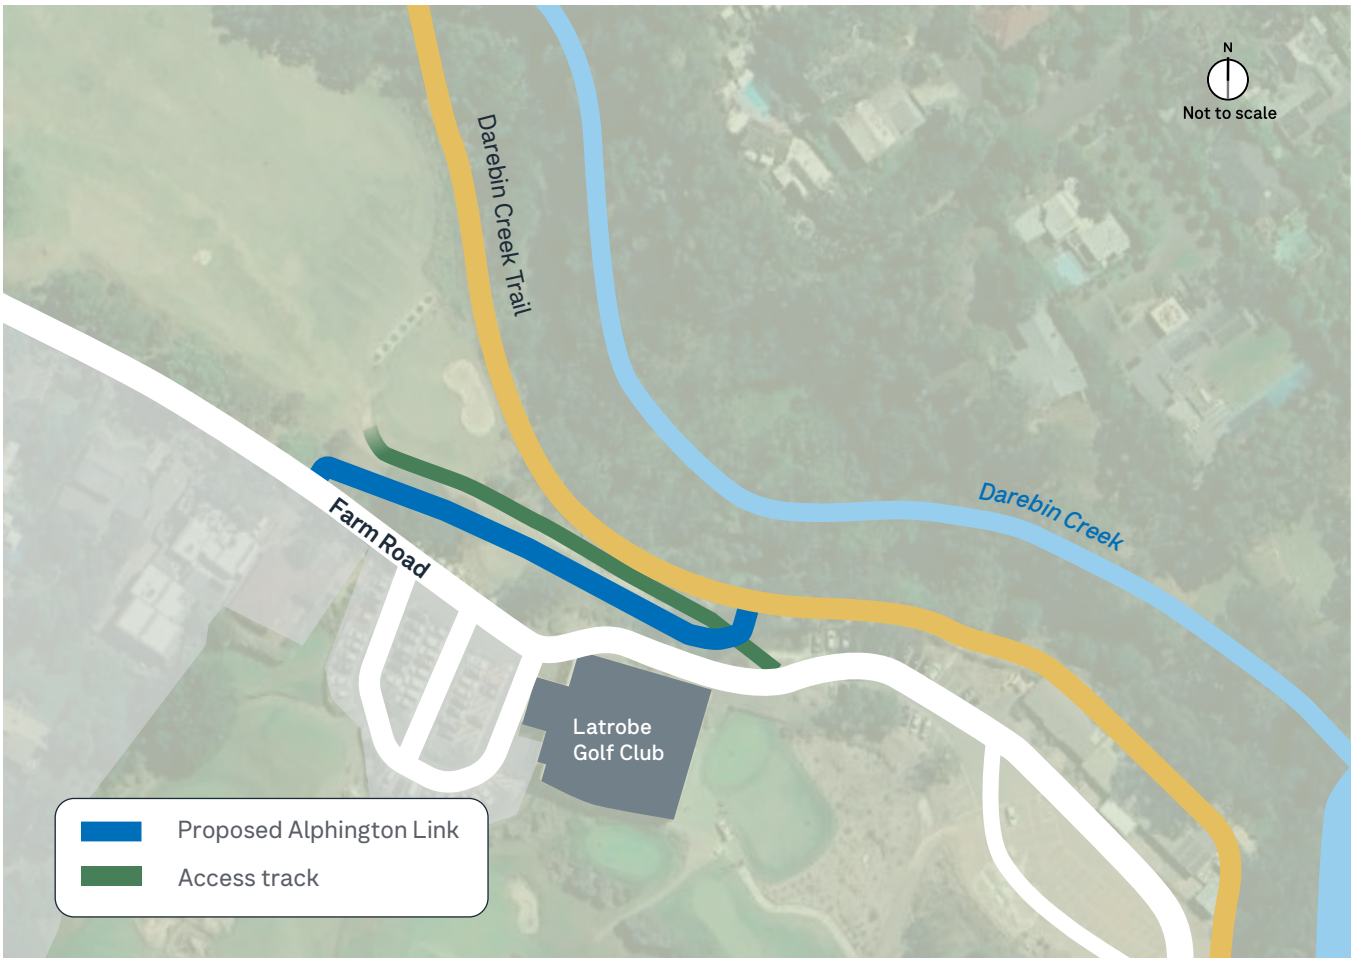 N
Not to scale
Darebin Creek Trail
Darebin Creek
Farm Road
Latrobe
Golf Club
Proposed Alphington Link
Access track